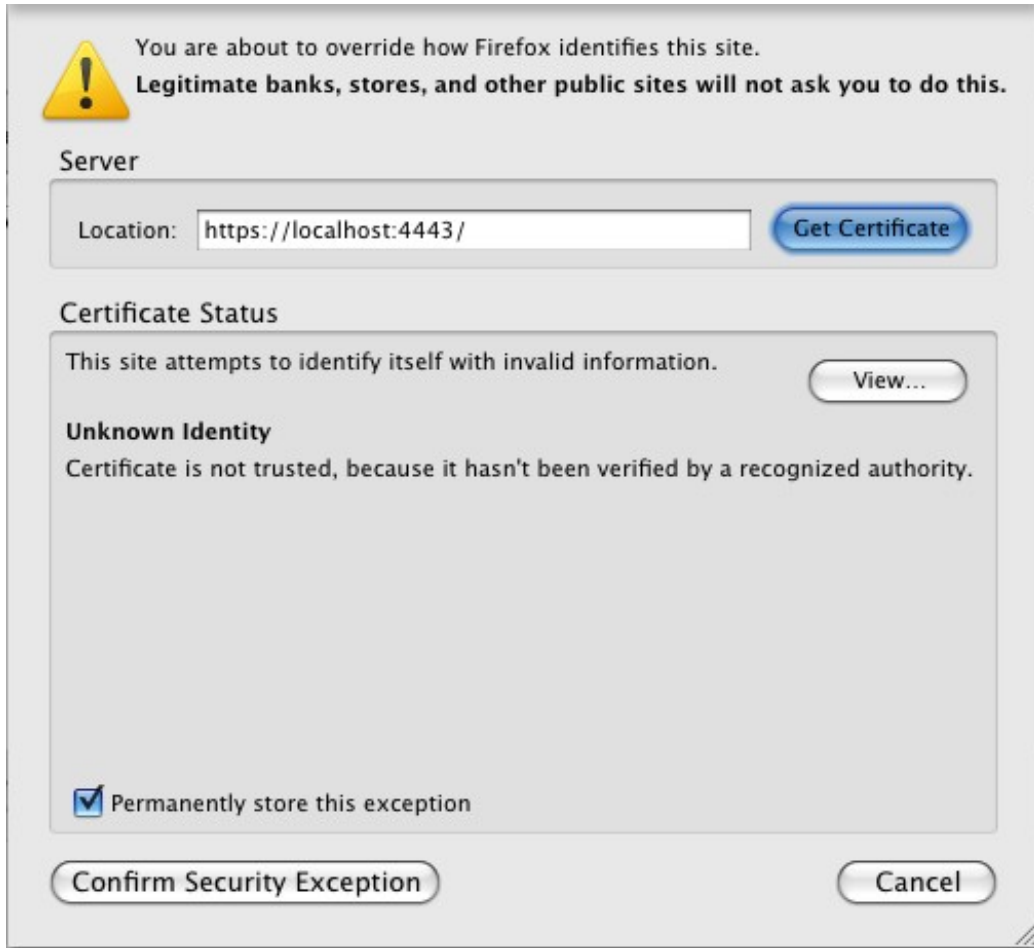 You are about to override how Firefox identifies this site.
Legitimate banks, stores, and other public sites will not ask you to do this.
Server
Location: https://localhost:4443/ Get Certificate
Certificate Status
This site attempts to identify itself with invalid information.
View...
Unknown Identity
Certificate is not trusted, because it hasn't been verified by a recognized authority.
Permanently store this exception
Confirm Security Exception Cancel